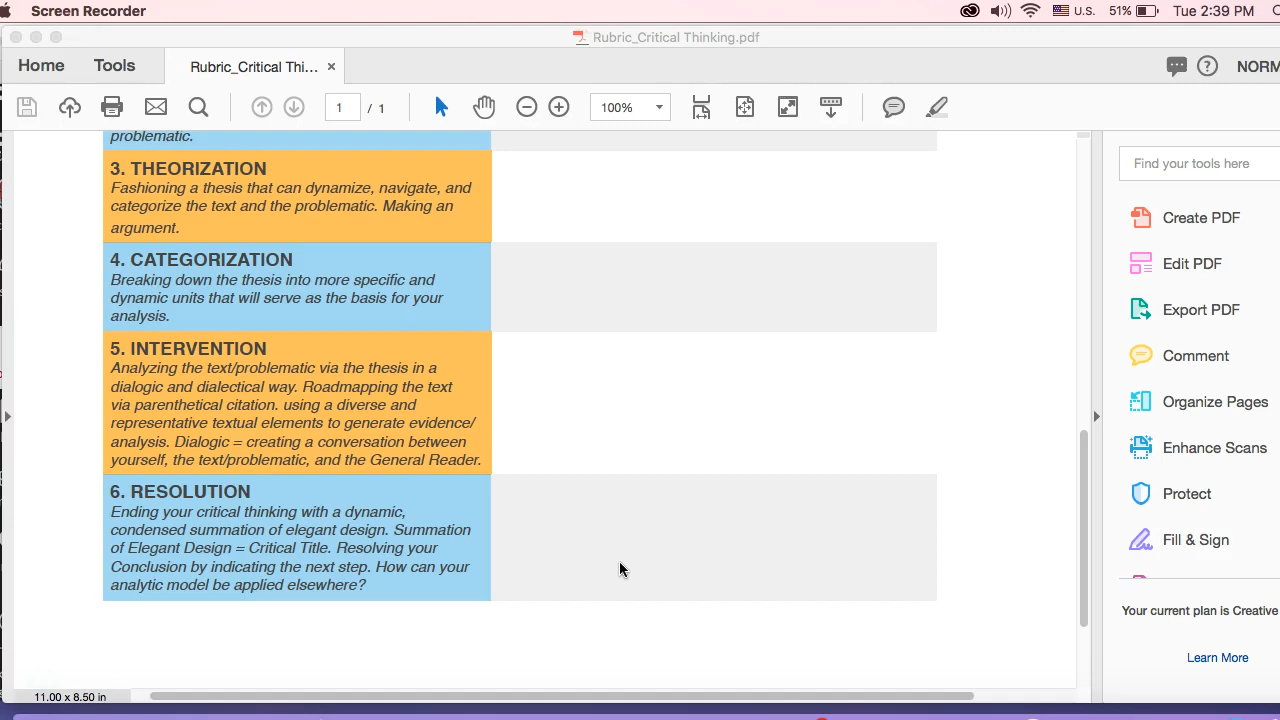 Screen Recorder
U.S.
51%
Tue 2:39 PM
Rubric_Critical Thinking.pdf
Home
Tools
Rubric_Critical Thi... ×
NORM
1 / 1
100%
problematic.
3. THEORIZATION
Fashioning a thesis that can dynamize, navigate, and
categorize the text and the problematic. Making an
argument.
4. CATEGORIZATION
Breaking down the thesis into more specific and
dynamic units that will serve as the basis for your
analysis.
5. INTERVENTION
Analyzing the text/problematic via the thesis in a
dialogic and dialectical way. Roadmapping the text
via parenthetical citation. using a diverse and
representative textual elements to generate evidence/
analysis. Dialogic = creating a conversation between
yourself, the text/problematic, and the General Reader.
6. RESOLUTION
Ending your critical thinking with a dynamic,
condensed summation of elegant design. Summation
of Elegant Design = Critical Title. Resolving your
Conclusion by indicating the next step. How can your
analytic model be applied elsewhere?
11.00 x 8.50 in
Find your tools here
Create PDF
Edit PDF
Export PDF
Comment
Organize Pages
Enhance Scans
Protect
Fill & Sign
Your current plan is Creative
Learn More